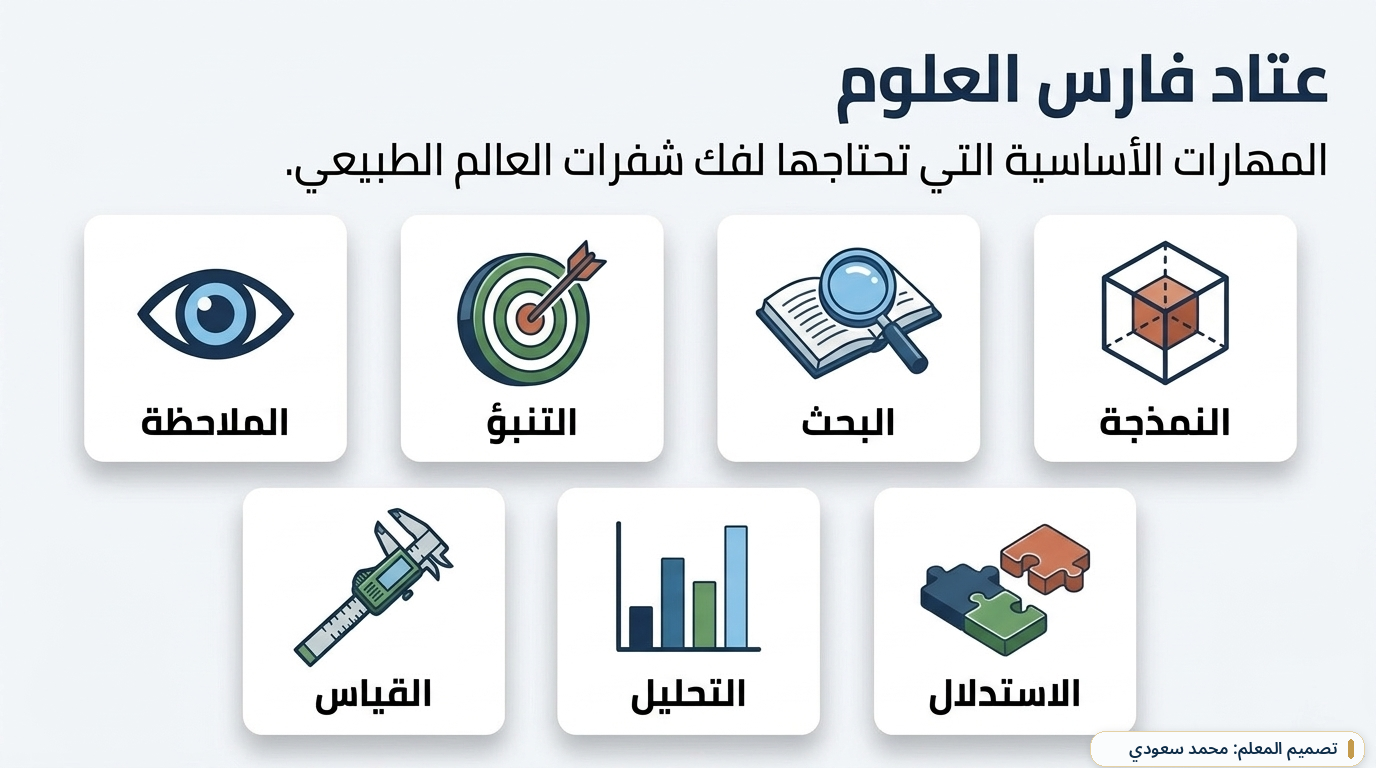 عتاد فارس العلوم
المهارات الأساسية التي تحتاجها لفك شفرات العالم الطبيعي.
النمذجة
البحث
التنبؤ
الملاحظة
الاستدلال
التحليل
القياس
تصميم المعلم: محمد سعودي